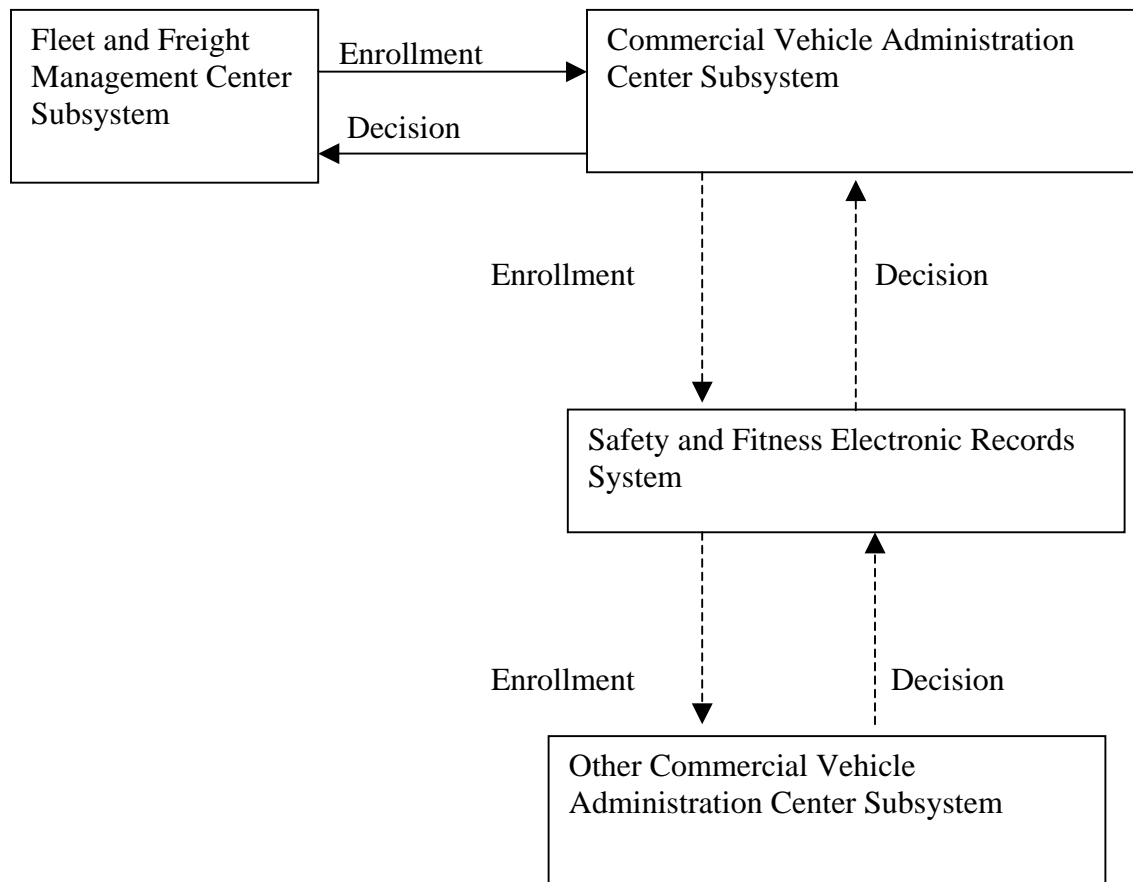 Fleet and Freight
Management Center
Subsystem
Enrollment
Decision
Commercial Vehicle Administration
Center Subsystem
Enrollment
Decision
Safety and Fitness Electronic Records
System
Enrollment
Decision
Other Commercial Vehicle
Administration Center Subsystem